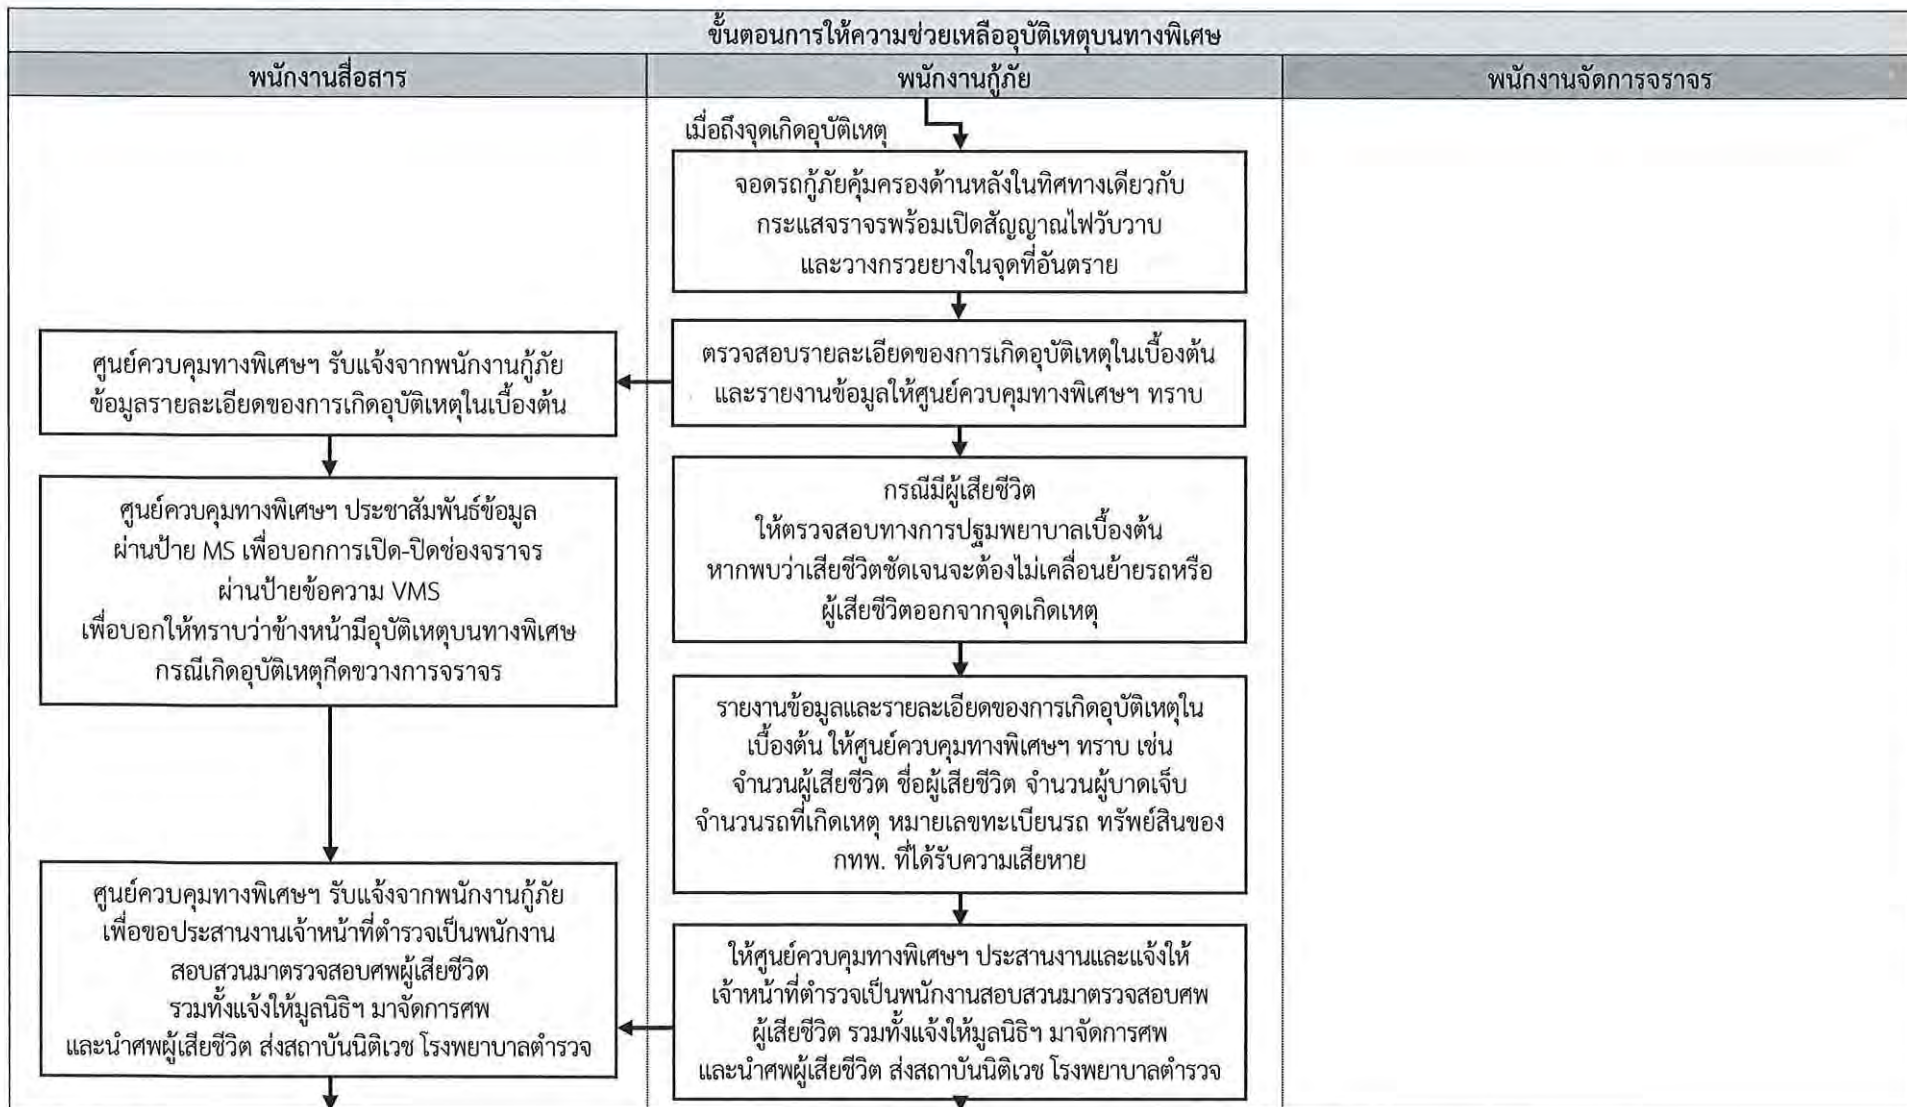 ขั้นตอนการให้ความช่วยเหลืออุบัติเหตุบนทางพิเศษ
พนักงานสื่อสาร
พนักงานกู้ภัย
พนักงานจัดการจราจร
เมื่อถึงจุดเกิดอุบัติเหตุ
จอดรถกู้ภัยคุ้มครองด้านหลังในทิศทางเดียวกับ
กระแสจราจรพร้อมเปิดสัญญาณไฟวับวาบ
และวางกรวยยางในจุดที่อันตราย
ตรวจสอบรายละเอียดของการเกิดอุบัติเหตุในเบื้องต้น
และรายงานข้อมูลให้ศูนย์ควบคุมทางพิเศษฯ ทราบ
ศูนย์ควบคุมทางพิเศษฯ รับแจ้งจากพนักงานกู้ภัย
ข้อมูลรายละเอียดของการเกิดอุบัติเหตุในเบื้องต้น
ศูนย์ควบคุมทางพิเศษฯ ประชาสัมพันธ์ข้อมูล
ผ่านป้าย MS เพื่อบอกการเปิด-ปิดช่องจราจร
ผ่านป้ายข้อความ VMS
เพื่อบอกให้ทราบว่าข้างหน้ามีอุบัติเหตุบนทางพิเศษ
กรณีเกิดอุบัติเหตุกีดขวางการจราจร
กรณีมีผู้เสียชีวิต
ให้ตรวจสอบทางการปฐมพยาบาลเบื้องต้น
หากพบว่าเสียชีวิตชัดเจนจะต้องไม่เคลื่อนย้ายรถหรือ
ผู้เสียชีวิตออกจากจุดเกิดเหตุ
รายงานข้อมูลและรายละเอียดของการเกิดอุบัติเหตุใน
เบื้องต้น ให้ศูนย์ควบคุมทางพิเศษฯ ทราบ เช่น
จำนวนผู้เสียชีวิต ชื่อผู้เสียชีวิต จำนวนผู้บาดเจ็บ
จำนวนรถที่เกิดเหตุ หมายเลขทะเบียนรถ ทรัพย์สินของ
กทพ. ที่ได้รับความเสียหาย
ศูนย์ควบคุมทางพิเศษฯ รับแจ้งจากพนักงานกู้ภัย
เพื่อขอประสานงานเจ้าหน้าที่ตำรวจเป็นพนักงาน
สอบสวนมาตรวจสอบศพผู้เสียชีวิต
รวมทั้งแจ้งให้มูลนิธิฯ มาจัดการศพ
และนำศพผู้เสียชีวิต ส่งสถาบันนิติเวช โรงพยาบาลตำรวจ
ให้ศูนย์ควบคุมทางพิเศษฯ ประสานงานและแจ้งให้
เจ้าหน้าที่ตำรวจเป็นพนักงานสอบสวนมาตรวจสอบศพ
ผู้เสียชีวิต รวมทั้งแจ้งให้มูลนิธิฯ มาจัดการศพ
และนำศพผู้เสียชีวิต ส่งสถาบันนิติเวช โรงพยาบาลตำรวจ